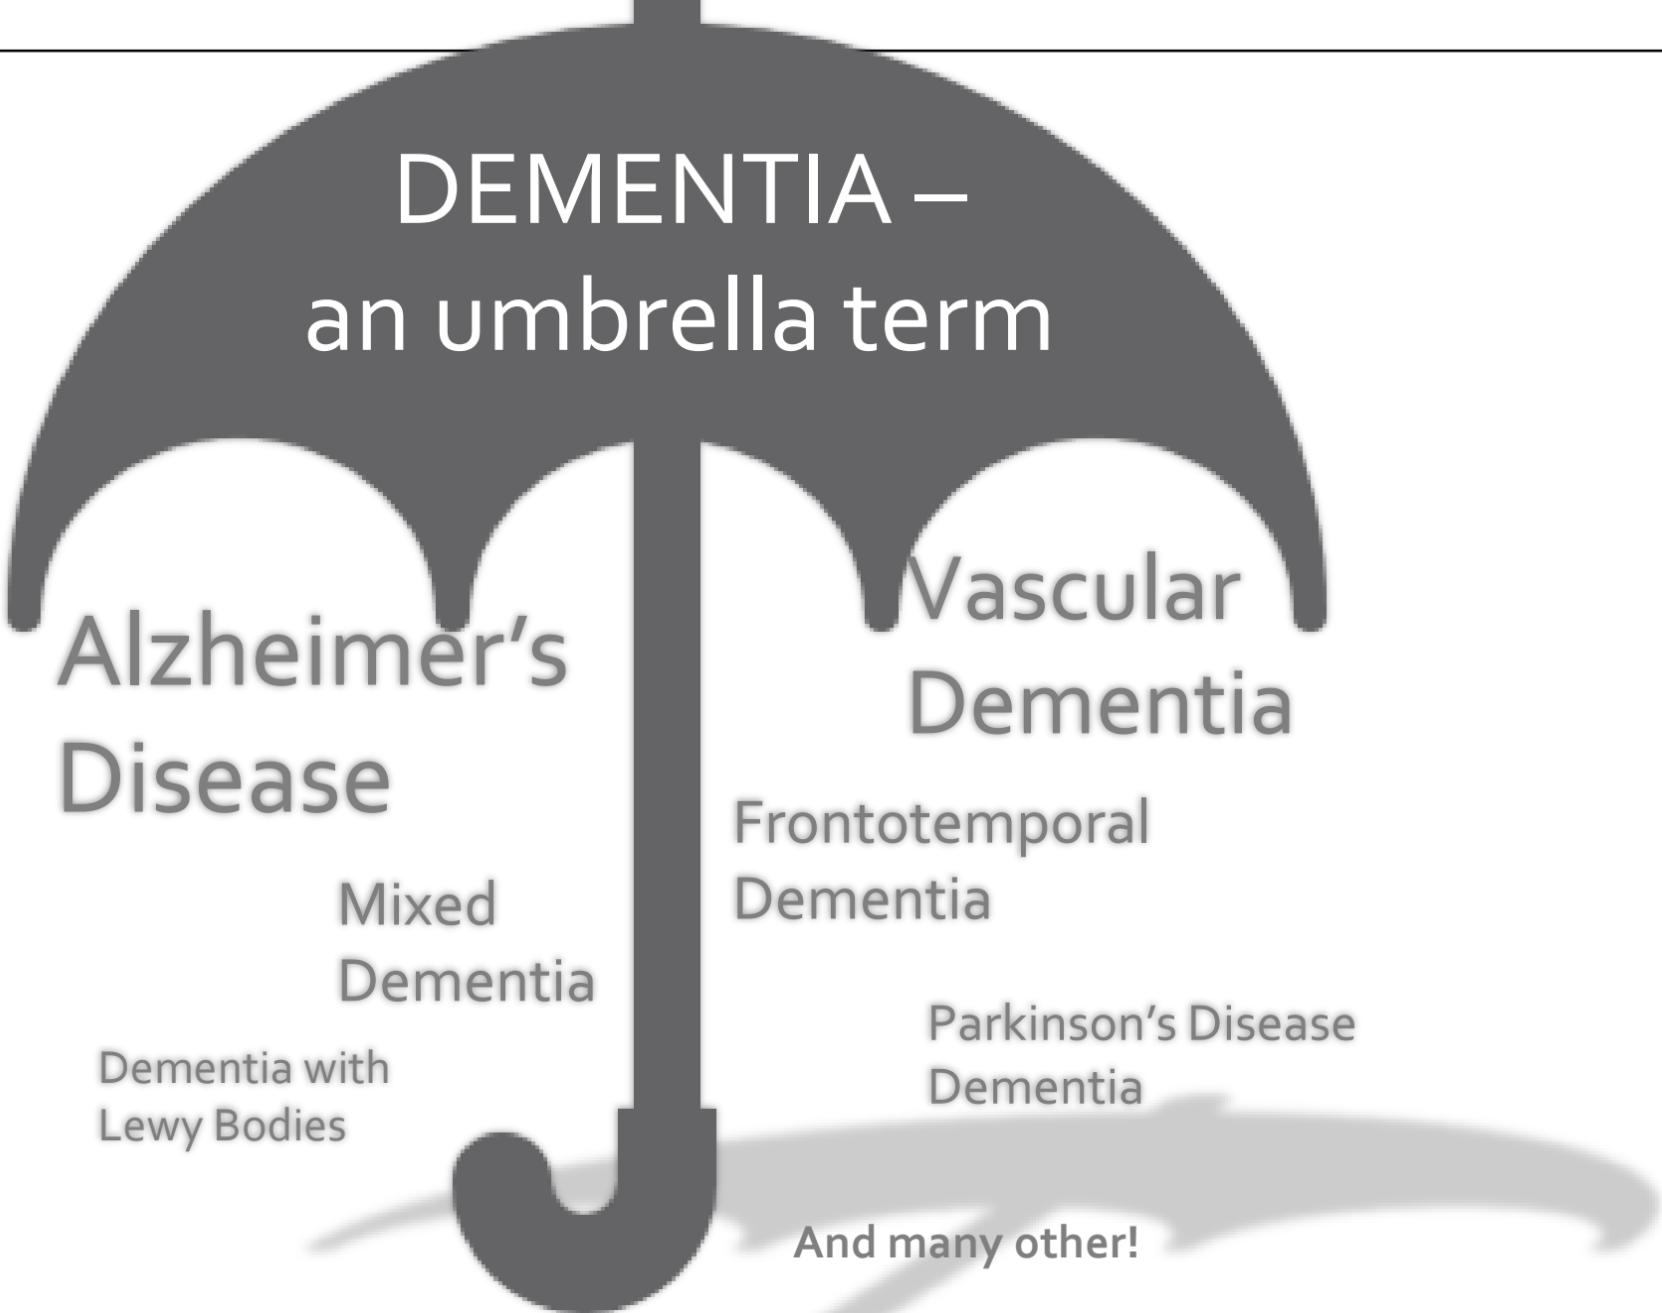 DEMENTIA –
an umbrella term
Alzheimer’s
Disease
Vascular
Dementia
Frontotemporal
Dementia
Mixed
Dementia
Parkinson’s Disease
Dementia
Dementia with
Lewy Bodies
And many other!